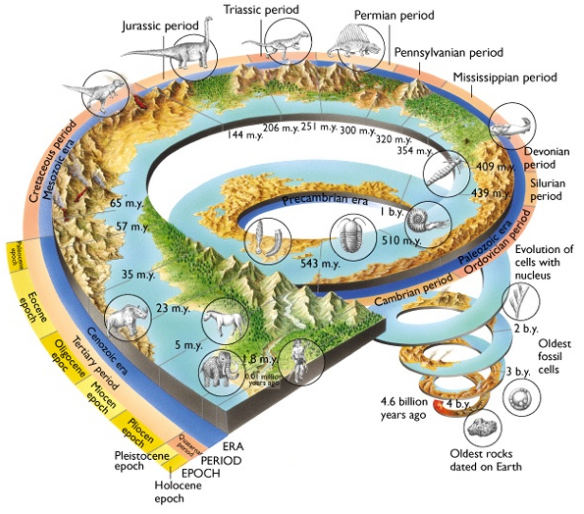 Triassic period
Permian period
Jurassic period
Pennsylvanian period
Mississippian period
144 m.y.
206 m.y.
251 m.y.
300 m.y.
320 m.y.
354 m.y.
Devonian
period
409 m.y.
439 m.y.
Silurian
period
Cretaceous period
Mesozoic era
Precambrian era
1 b.y.
510 m.y.
543 m.y.
Paleozoic era
Ordovician period
Cambrian period
65 m.y.
57 m.y.
35 m.y.
23 m.y.
5 m.y.
1.8 m.y.
0.01 million
years ago
Evolution of
cells with
nucleus
2 b.y.
Oldest
fossil
cells
3 b.y.
4 b.y.
4.6 billion
years ago
Oldest rocks
dated on Earth
epoch
Eocene
epoch
Oligocene
epoc
Miocen
epoch
Pliocen
epoch
Cenozoic era
Tertiary period
period
Pleistocene
epoch
Holocene
epoch
ERA
PERIOD
EPOCH